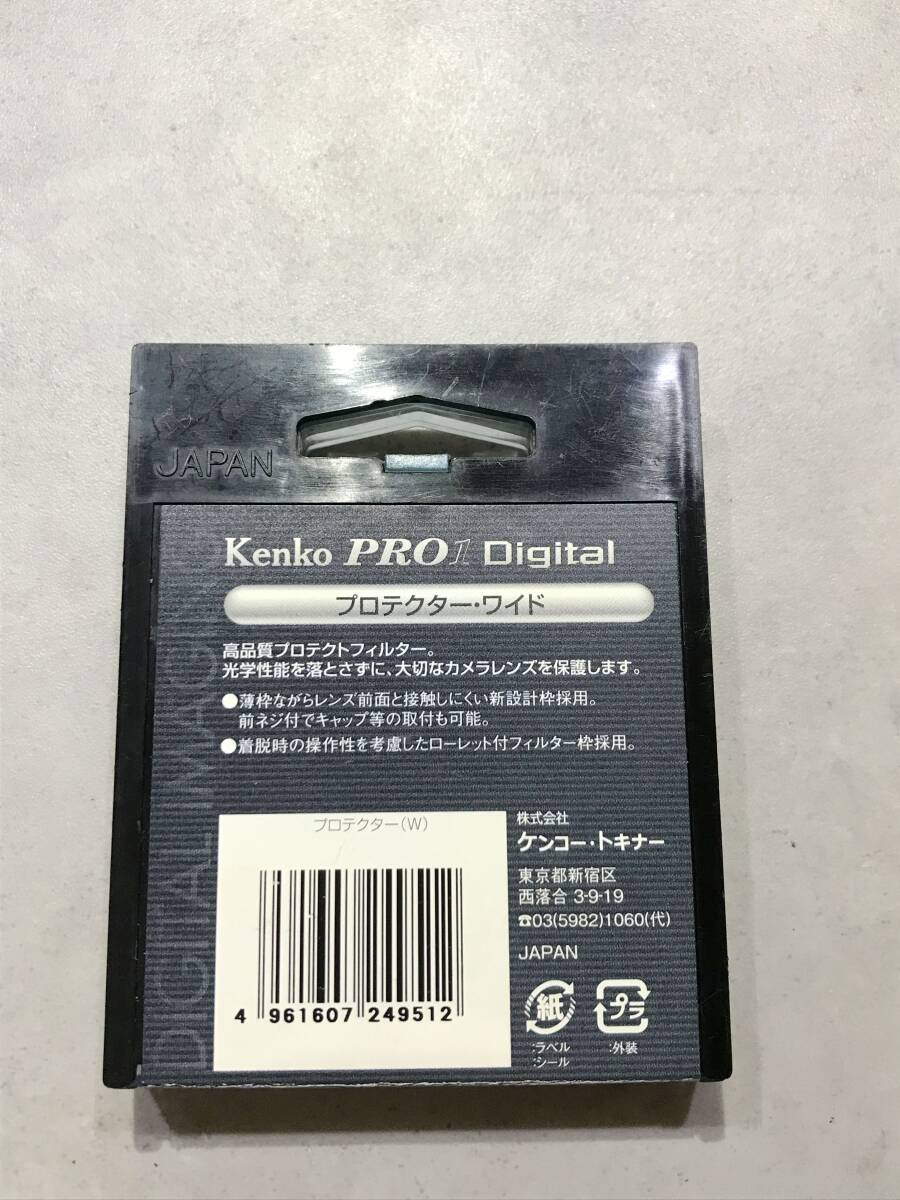 JAPAN
Kenko PRO1 Digital
プロテクター・ワイド
高品質プロテクトフィルター。
光学性能を落とさずに、大切なカメラレンズを保護します。
●薄枠ながらレンズ前面と接触しにくい新設計枠採用。
前ネジ付でキャップ等の取付も可能。
●着脱時の操作性を考慮したローレット付フィルター枠採用。
プロテクター(W)
4 961607 249512
株式会社
ケンコー・トキナー
東京都新宿区
西落合 3-9-19
☎03(5982)1060(代)
JAPAN
紙
:ラベル
:シール
プラ
:外装